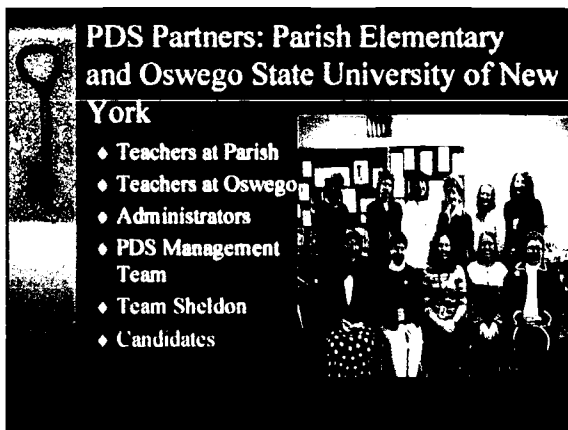 PDS Partners: Parish Elementary
and Oswego State University of New
York
♦ Teachers at Parish
♦ Teachers at Oswego
♦ Administrators
♦ PDS Management
Team
♦ Team Sheldon
♦ Candidates